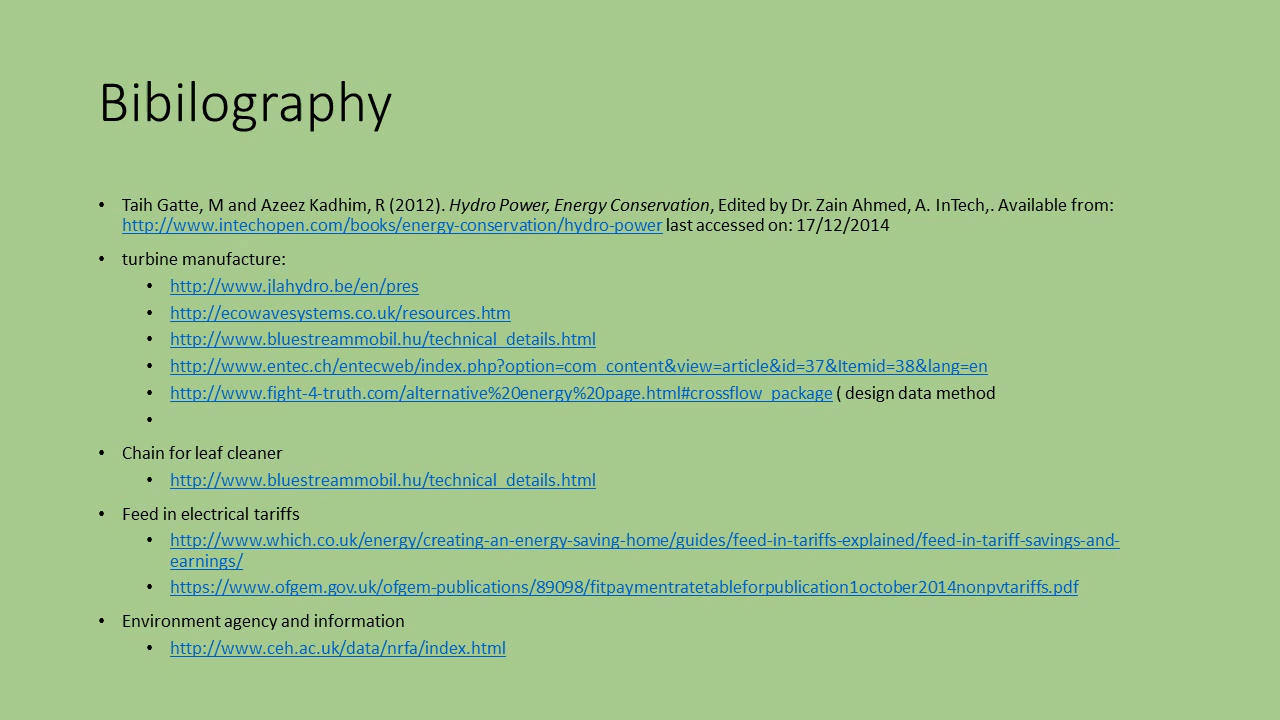 Bibilography
• Taih Gatte, M and Azeez Kadhim, R (2012). Hydro Power, Energy Conservation, Edited by Dr. Zain Ahmed, A. InTech,. Available from:
http://www.intechopen.com/books/energy-conservation/hydro-power last accessed on: 17/12/2014
• turbine manufacture:
• http://www.jlahydro.be/en/pres
• http://ecowavesystems.co.uk/resources.htm
• http://www.bluestreammobil.hu/technical_details.html
• http://www.entec.ch/entecweb/index.php?option=com_content&view=article&id=37&Itemid=38&lang=en
• http://www.fight-4-truth.com/alternative%20energy%20page.html#crossflow_package ( design data method
•
• Chain for leaf cleaner
• http://www.bluestreammobil.hu/technical_details.html
• Feed in electrical tariffs
• http://www.which.co.uk/energy/creating-an-energy-saving-home/guides/feed-in-tariffs-explained/feed-in-tariff-savings-and-
earnings/
• https://www.ofgem.gov.uk/ofgem-publications/89098/fitpaymentratetableforpublication1october2014nonpvtariffs.pdf
• Environment agency and information
• http://www.ceh.ac.uk/data/nrfa/index.html